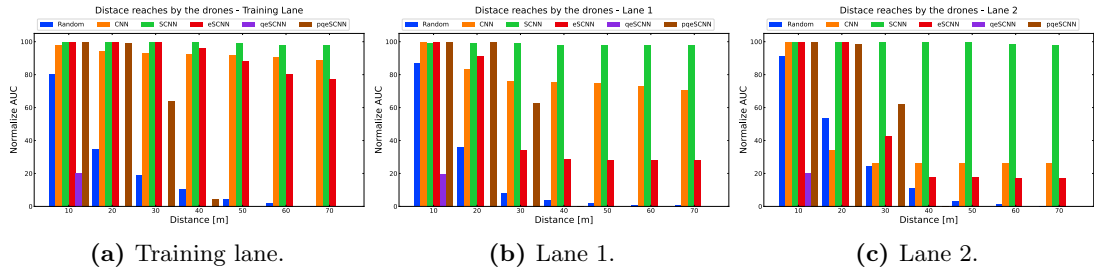 Distace reaches by the drones - Training Lane
Random CNN SCNN eSCNN qeSCNN pqeSCNN
Normalize AUC
100
80
60
40
20
0
10 20 30 40 50 60 70
Distance [m]
(a) Training lane.
Distace reaches by the drones - Lane 1
Random CNN SCNN eSCNN qeSCNN pqeSCNN
Normalize AUC
100
80
60
40
20
0
10 20 30 40 50 60 70
Distance [m]
(b) Lane 1.
Distace reaches by the drones - Lane 2
Random CNN SCNN eSCNN qeSCNN pqeSCNN
Normalize AUC
100
80
60
40
20
0
10 20 30 40 50 60 70
Distance [m]
(c) Lane 2.